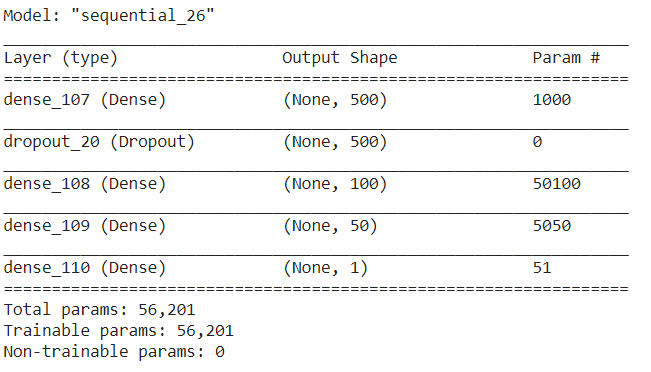 Model: "sequential_26"
_________________________________________________________________
Layer (type)                 Output Shape              Param #
=================================================================
dense_107 (Dense)            (None, 500)               1000
_________________________________________________________________
dropout_20 (Dropout)         (None, 500)               0
_________________________________________________________________
dense_108 (Dense)            (None, 100)               50100
_________________________________________________________________
dense_109 (Dense)            (None, 50)                5050
_________________________________________________________________
dense_110 (Dense)            (None, 1)                 51
=================================================================
Total params: 56,201
Trainable params: 56,201
Non-trainable params: 0